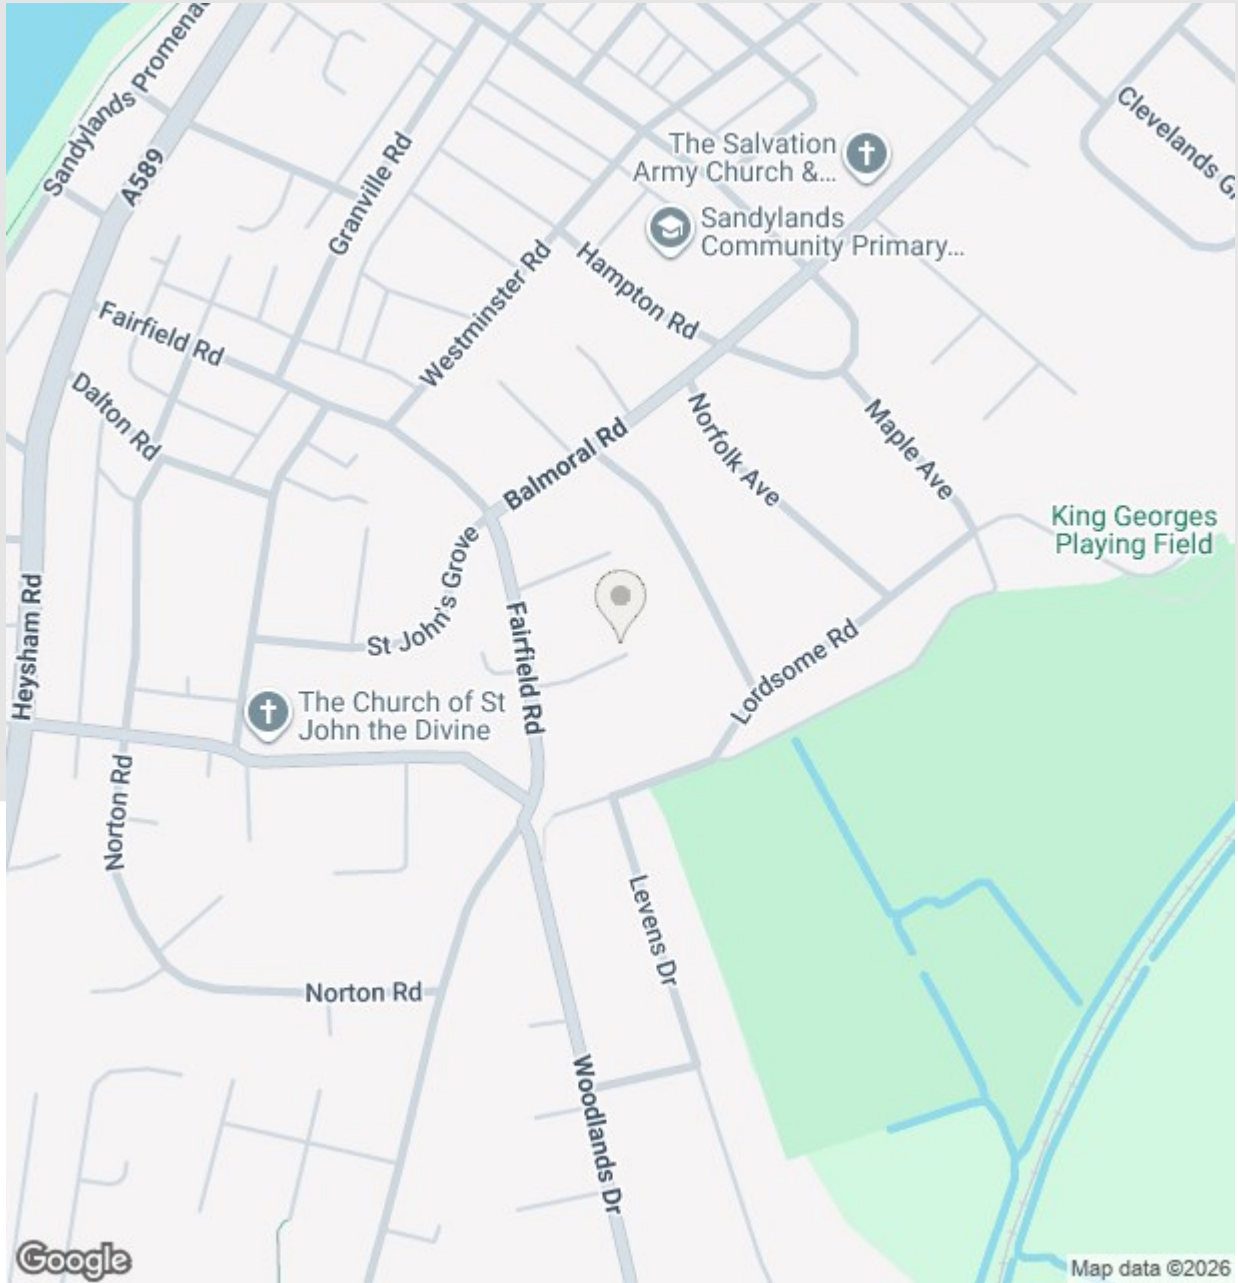 Sandylands Promenad
A589
Granville Rd
Clevelands Gr
The Salvation
Army Church &...
Sandylands
Community Primary...
Westminster Rd
Hampton Rd
Fairfield Rd
Dalton Rd
Balmoral Rd
Norfolk Ave
Maple Ave
King Georges
Playing Field
St John's Grove
Heysham Rd
Fairfield Rd
Lordsome Rd
The Church of St
John the Divine
Norton Rd
Levens Dr
Norton Rd
Woodlands Dr
Google
Map data ©2026